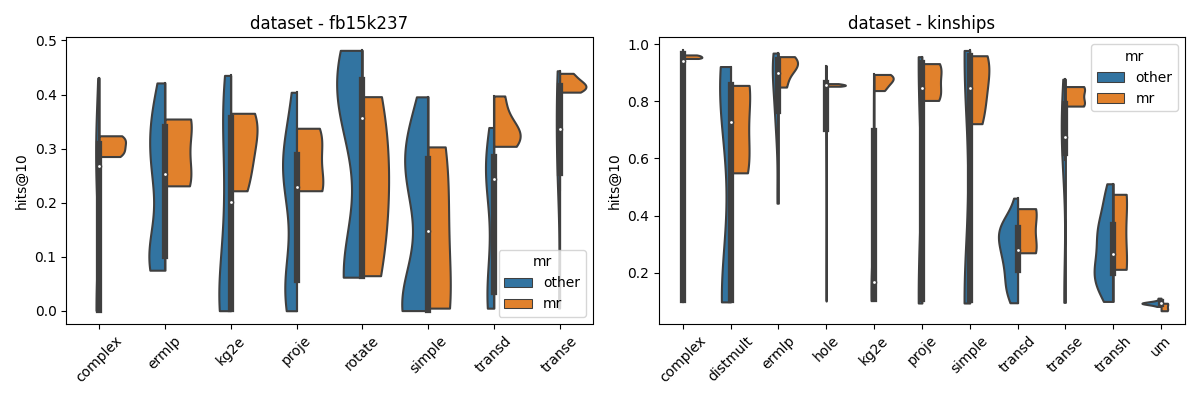 dataset - fb15k237
hits@10
0.5
0.4
0.3
0.2
0.1
0.0
mr
other
mr
complex
ermlp
kg2e
proje
rotate
simple
transd
transe
dataset - kinships
hits@10
1.0
0.8
0.6
0.4
0.2
mr
other
mr
complex
distmult
ermlp
hole
kg2e
proje
simple
transd
transe
transh
um